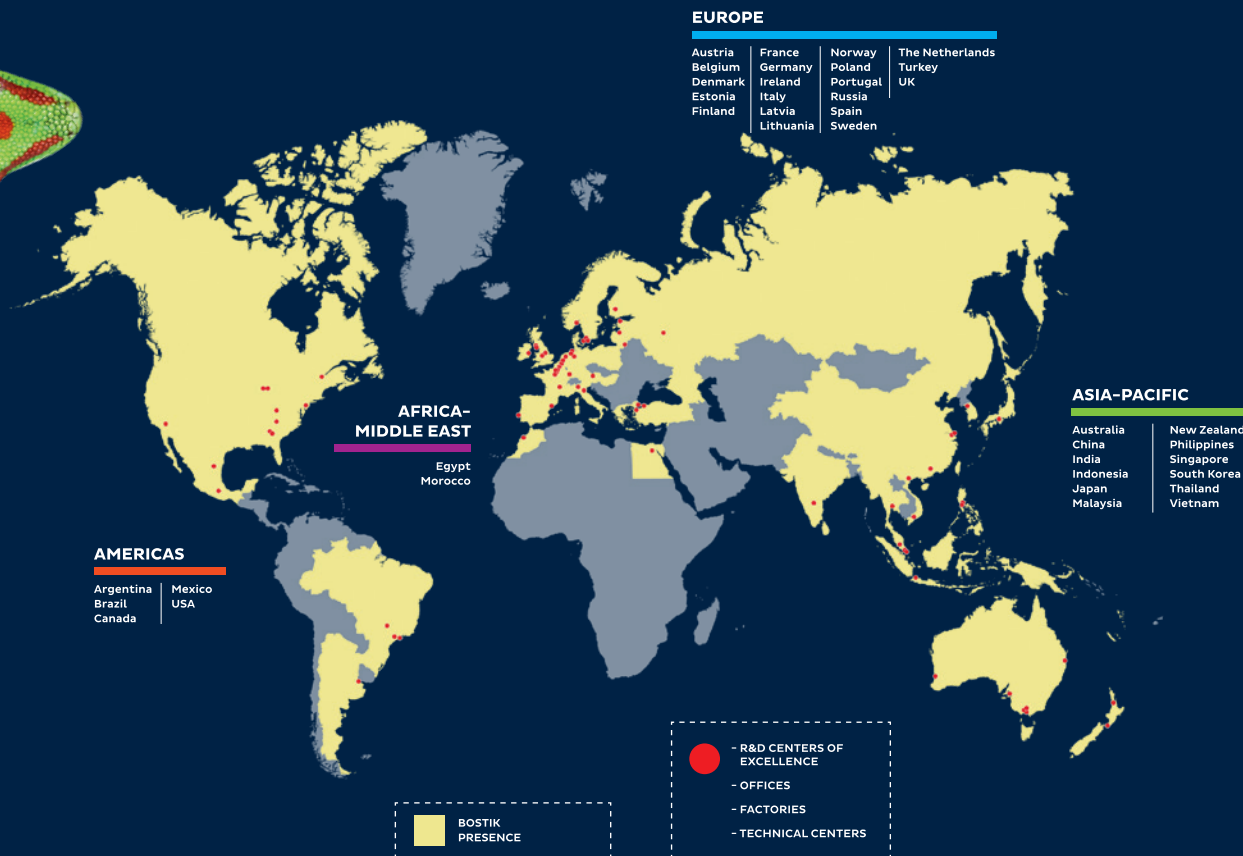 EUROPE
Austria
Belgium
Denmark
Estonia
Finland
France
Germany
Ireland
Italy
Latvia
Lithuania
Norway
Poland
Portugal
Russia
Spain
Sweden
The Netherlands
Turkey
UK
AFRICA-
MIDDLE EAST
Egypt
Morocco
ASIA-PACIFIC
Australia
China
India
Indonesia
Japan
Malaysia
New Zealand
Philippines
Singapore
South Korea
Thailand
Vietnam
AMERICAS
Argentina
Brazil
Canada
Mexico
USA
- R&D CENTERS OF
EXCELLENCE
- OFFICES
- FACTORIES
- TECHNICAL CENTERS
BOSTIK
PRESENCE